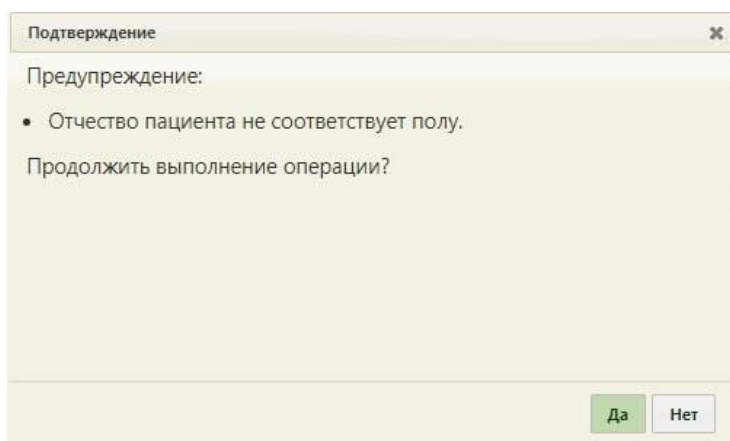 Подтверждение
Предупреждение:
• Отчество пациента не соответствует полу.
Продолжить выполнение операции?
Да Нет